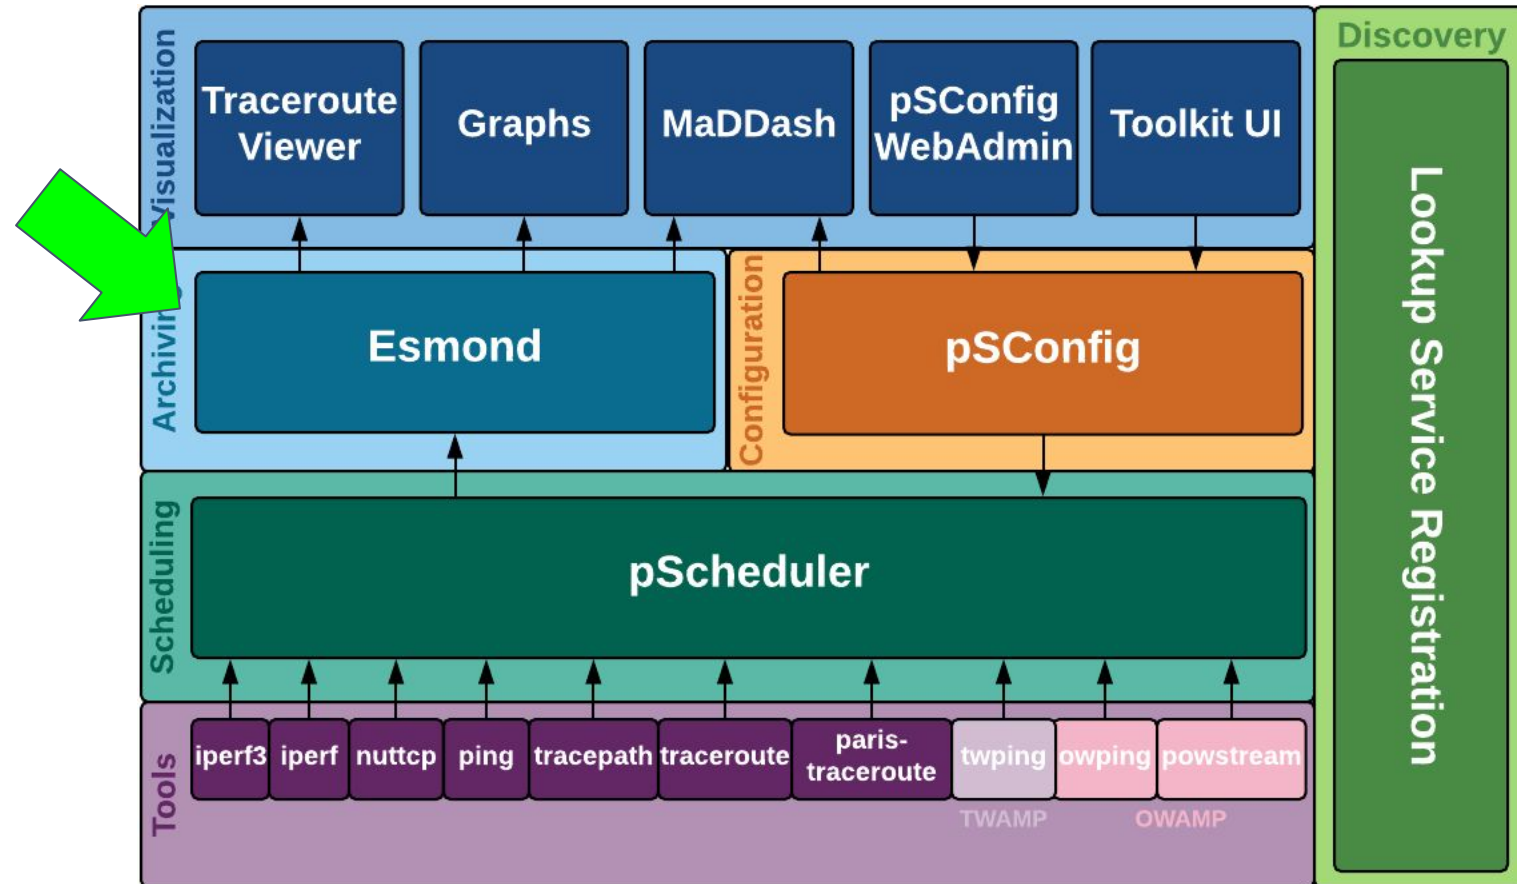 Visualization
Traceroute
Viewer
Graphs
MaDDash
pSConfig
WebAdmin
Toolkit UI
Discovery
Lookup Service Registration
Archiving
Esmond
Configuration
pSConfig
Scheduling
pScheduler
Tools
iperf3
iperf
nuttcp
ping
tracepath
traceroute
paris-
traceroute
twping
owping
powstream
TWAMP
OWAMP